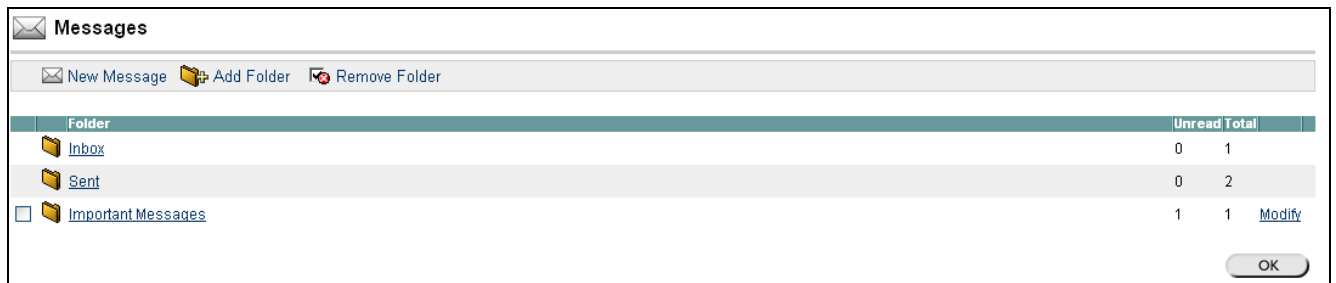 Messages
New Message Add Folder Remove Folder
Folder Unread Total
Inbox 0 1
Sent 0 2
Important Messages 1 1 Modify
OK